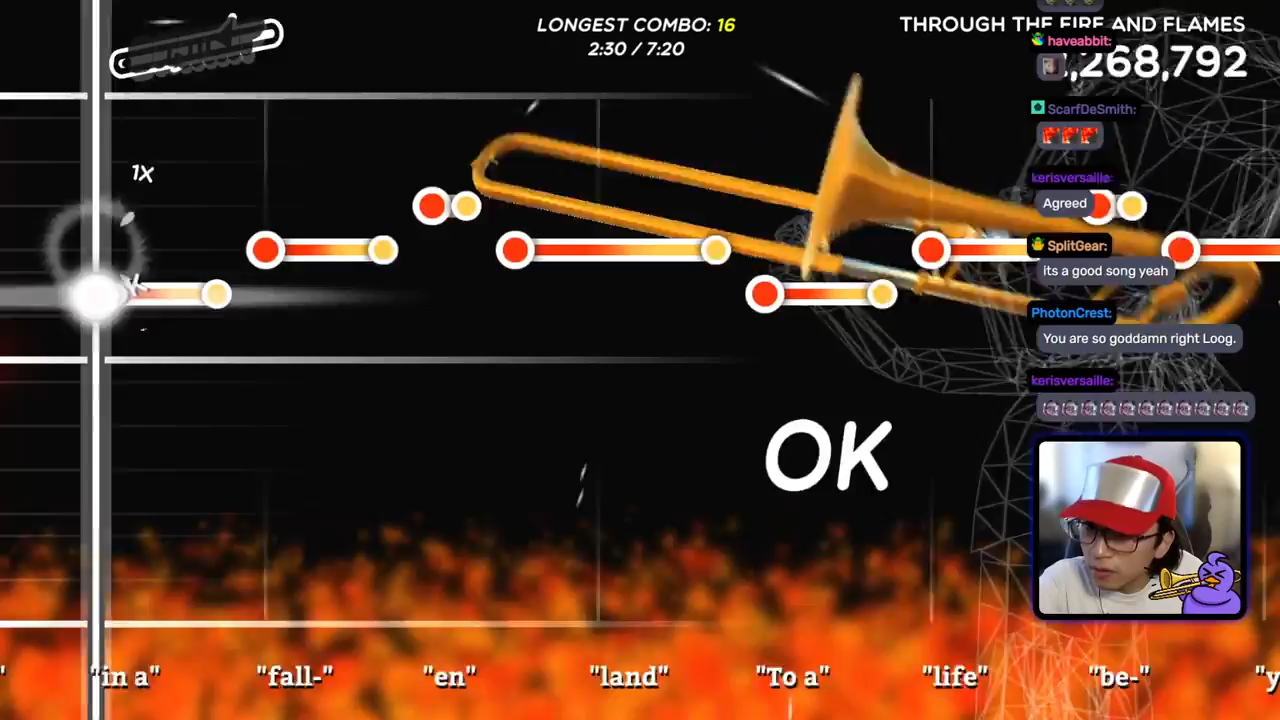 LONGEST COMBO: 16
2:30 / 7:20
THROUGH THE FIRE AND FLAMES
,268,792
haveabbit:
ScarfDeSmith:
kerisversaille:
Agreed
SplitGear:
its a good song yeah
PhotonCrest:
You are so goddamn right Loog.
kerisversaille:
1X
OK
"in a" "fall-" "en" "land" "To a" "life" "be-" "y